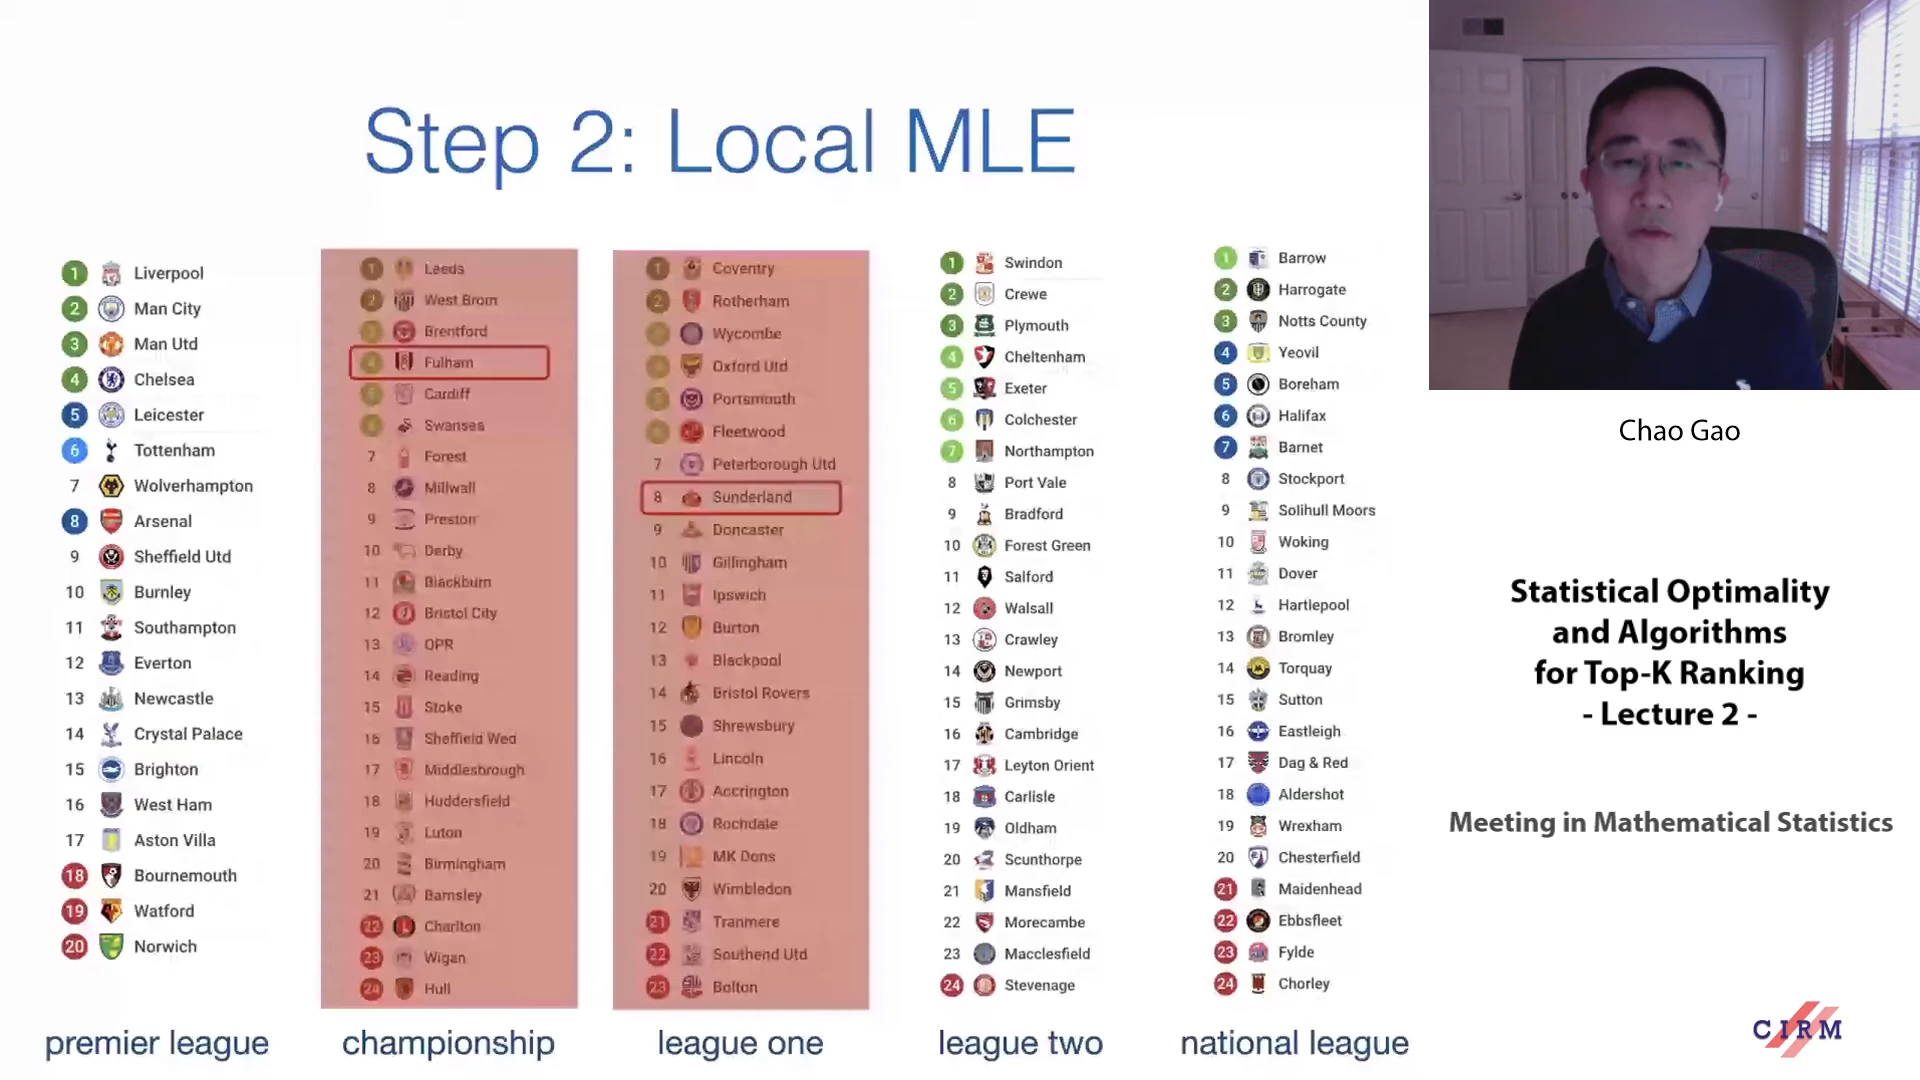 Step 2: Local MLE
1 Liverpool
2 Man City
3 Man Utd
4 Chelsea
5 Leicester
6 Tottenham
7 Wolverhampton
8 Arsenal
9 Sheffield Utd
10 Burnley
11 Southampton
12 Everton
13 Newcastle
14 Crystal Palace
15 Brighton
16 West Ham
17 Aston Villa
18 Bournemouth
19 Watford
20 Norwich
premier league
1 Leeds
2 West Brom
3 Brentford
4 Fulham
5 Cardiff
6 Swansea
7 Forest
8 Millwall
9 Preston
10 Derby
11 Blackburn
12 Bristol City
13 QPR
14 Reading
15 Stoke
16 Sheffield Wed
17 Middlesbrough
18 Huddersfield
19 Luton
20 Birmingham
21 Barnsley
22 Charlton
23 Wigan
24 Hull
championship
1 Coventry
2 Rotherham
3 Wycombe
4 Oxford Utd
5 Portsmouth
6 Fleetwood
7 Peterborough Utd
8 Sunderland
9 Doncaster
10 Gillingham
11 Ipswich
12 Burton
13 Blackpool
14 Bristol Rovers
15 Shrewsbury
16 Lincoln
17 Accrington
18 Rochdale
19 MK Dons
20 Wimbledon
21 Tranmere
22 Southend Utd
23 Bolton
league one
1 Swindon
2 Crewe
3 Plymouth
4 Cheltenham
5 Exeter
6 Colchester
7 Northampton
8 Port Vale
9 Bradford
10 Forest Green
11 Salford
12 Walsall
13 Crawley
14 Newport
15 Grimsby
16 Cambridge
17 Leyton Orient
18 Carlisle
19 Oldham
20 Scunthorpe
21 Mansfield
22 Morecambe
23 Macclesfield
24 Stevenage
league two
1 Barrow
2 Harrogate
3 Notts County
4 Yeovil
5 Boreham
6 Halifax
7 Barnet
8 Stockport
9 Solihull Moors
10 Woking
11 Dover
12 Hartlepool
13 Bromley
14 Torquay
15 Sutton
16 Eastleigh
17 Dag & Red
18 Aldershot
19 Wrexham
20 Chesterfield
21 Maidenhead
22 Ebbsfleet
23 Fylde
24 Chorley
national league
Chao Gao
Statistical Optimality
and Algorithms
for Top-K Ranking
- Lecture 2 -
Meeting in Mathematical Statistics
CIRM